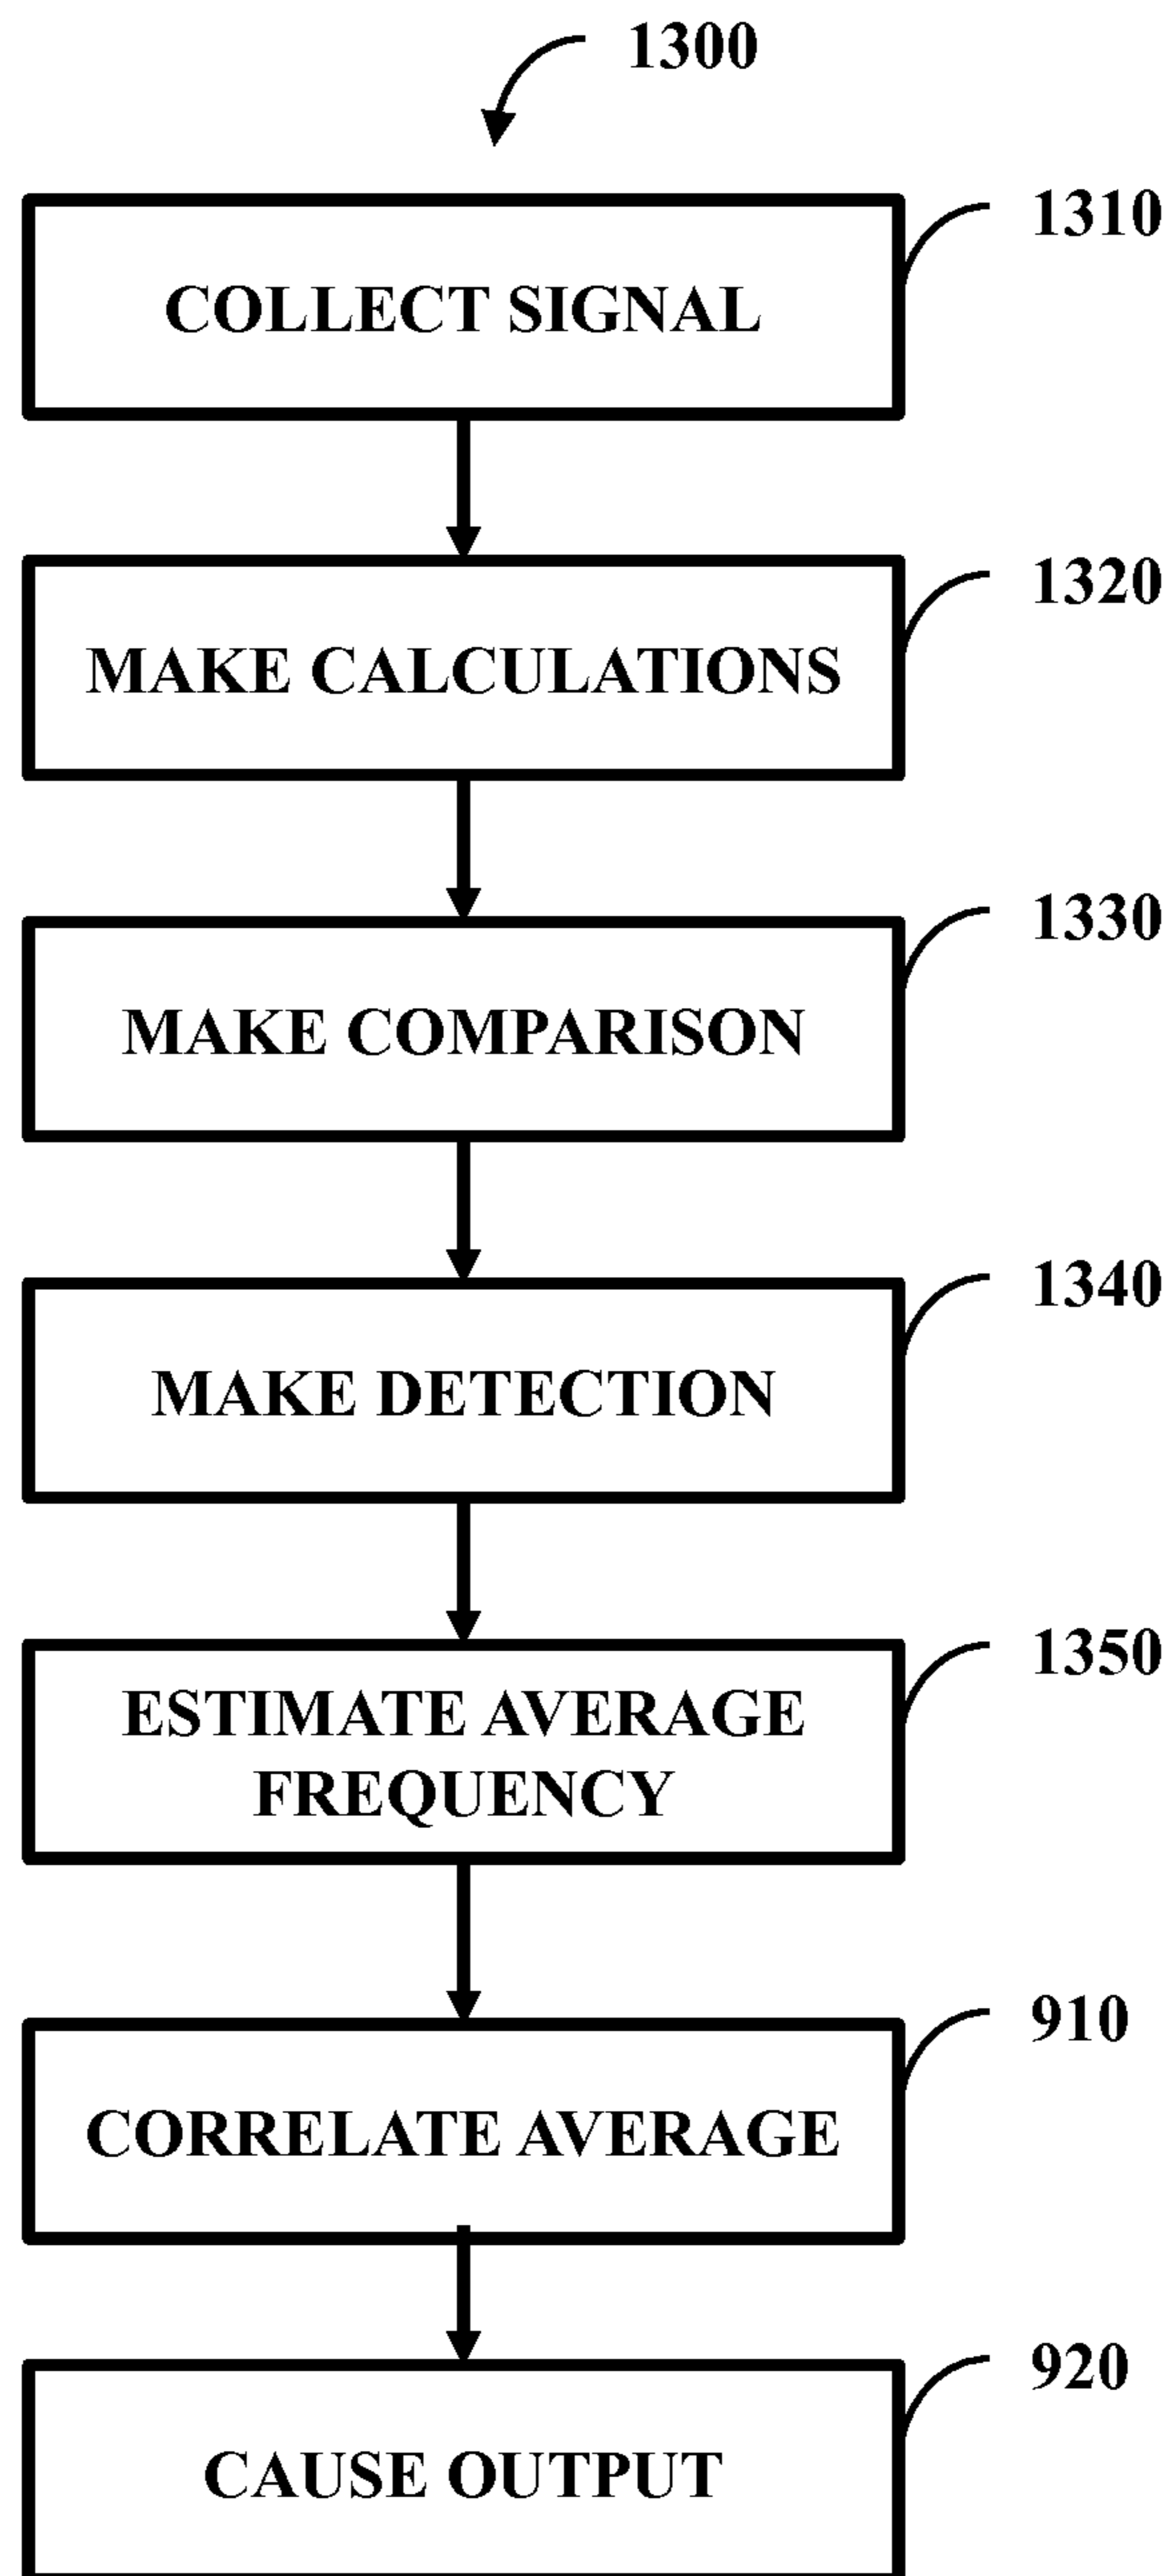 1300
1310
COLLECT SIGNAL
1320
MAKE CALCULATIONS
1330
MAKE COMPARISON
1340
MAKE DETECTION
1350
ESTIMATE AVERAGE
FREQUENCY
910
CORRELATE AVERAGE
920
CAUSE OUTPUT